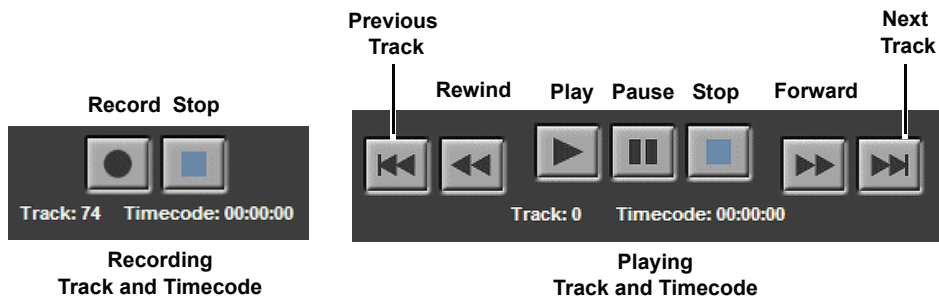 Previous
Track
Next
Track
Rewind
Play
Pause
Stop
Forward
Record
Stop
Track: 74 Timecode: 00:00:00
Track: 0 Timecode: 00:00:00
Recording
Track and Timecode
Playing
Track and Timecode